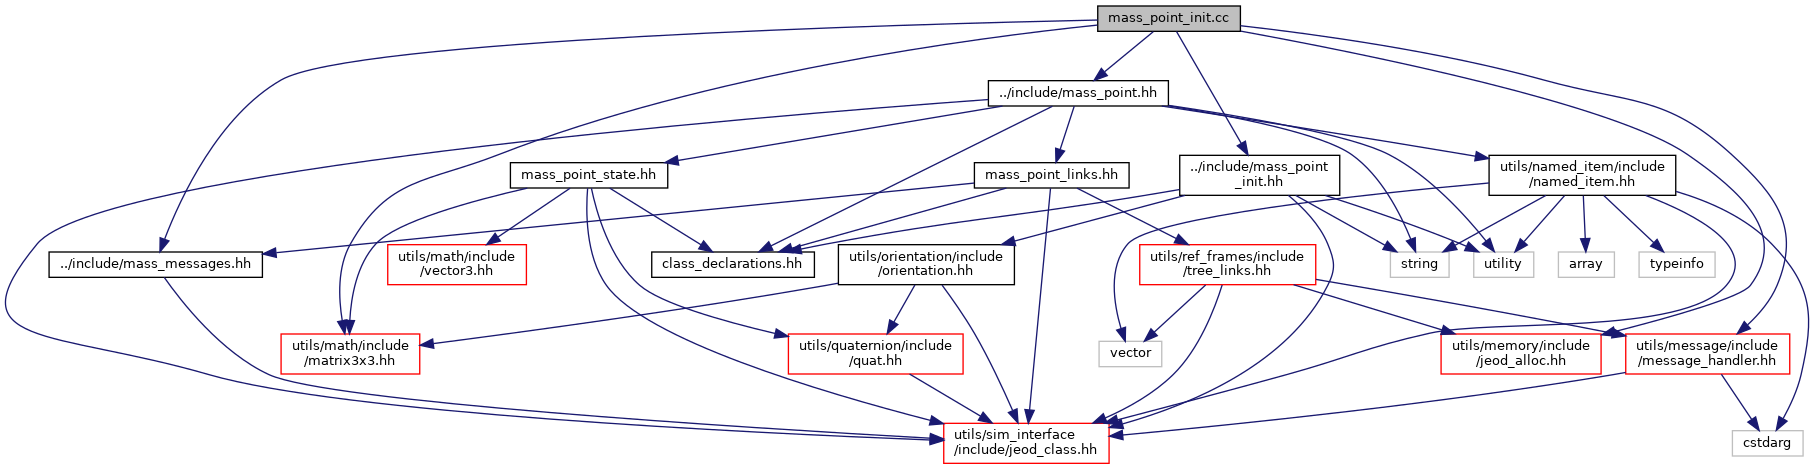 mass_point_init.cc
../include/mass_point.hh
mass_point_state.hh
mass_point_links.hh
../include/mass_point
_init.hh
utils/named_item/include
/named_item.hh
../include/mass_messages.hh
utils/math/include
/vector3.hh
class_declarations.hh
utils/orientation/include
/orientation.hh
utils/ref_frames/include
/tree_links.hh
string
utility
array
typeinfo
utils/math/include
/matrix3x3.hh
utils/quaternion/include
/quat.hh
vector
utils/memory/include
/jeod_alloc.hh
utils/message/include
/message_handler.hh
utils/sim_interface
/include/jeod_class.hh
cstdarg